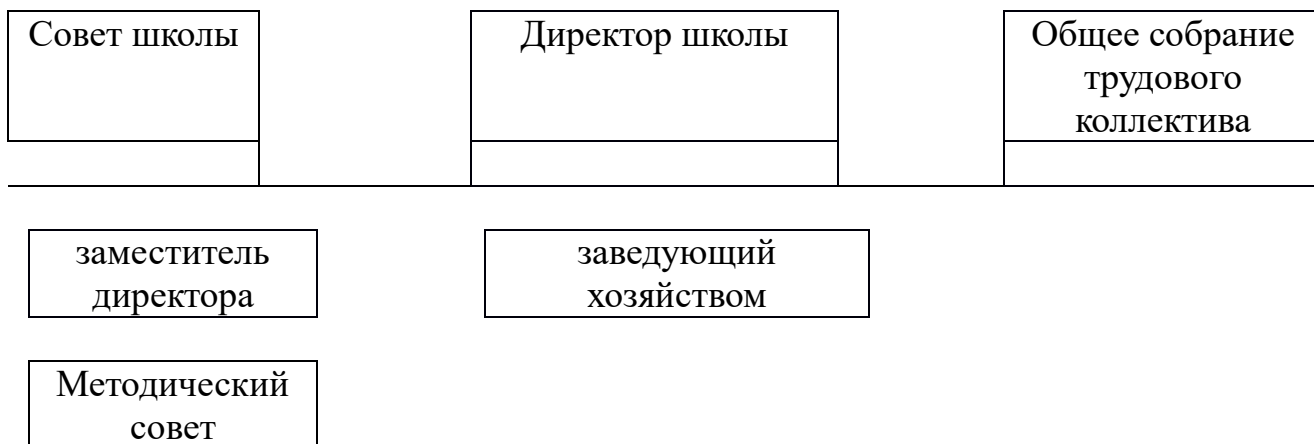 Совет школы
Директор школы
Общее собрание
трудового
коллектива
заместитель
директора
заведующий
хозяйством
Методический
совет